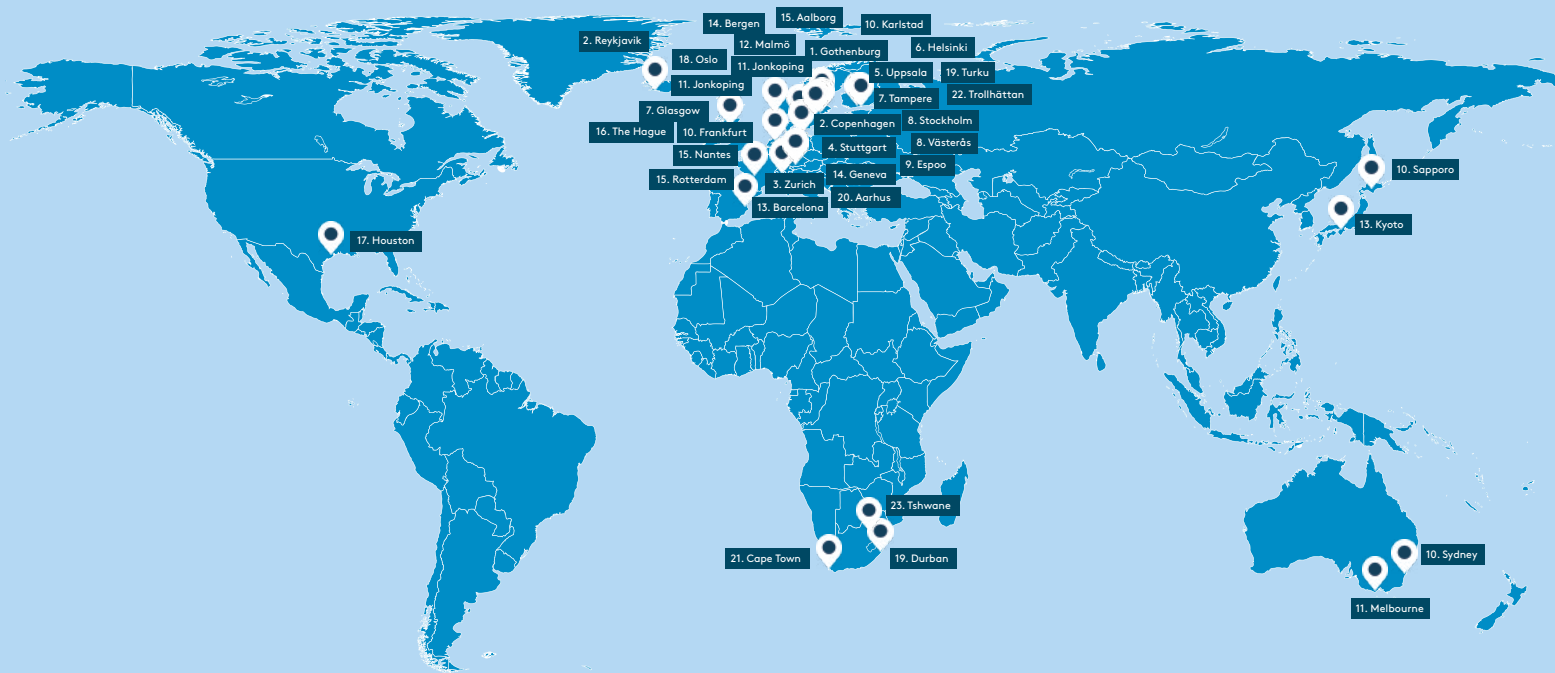 14. Bergen
15. Aalborg
10. Karlstad
2. Reykjavik
12. Malmö
1. Gothenburg
6. Helsinki
18. Oslo
11. Jonkoping
5. Uppsala
19. Turku
11. Jonkoping
7. Tampere
22. Trollhättan
7. Glasgow
2. Copenhagen
8. Stockholm
16. The Hague
10. Frankfurt
4. Stuttgart
8. Västerås
15. Nantes
9. Espoo
15. Rotterdam
3. Zurich
14. Geneva
13. Barcelona
20. Aarhus
10. Sapporo
13. Kyoto
17. Houston
23. Tshwane
21. Cape Town
19. Durban
10. Sydney
11. Melbourne